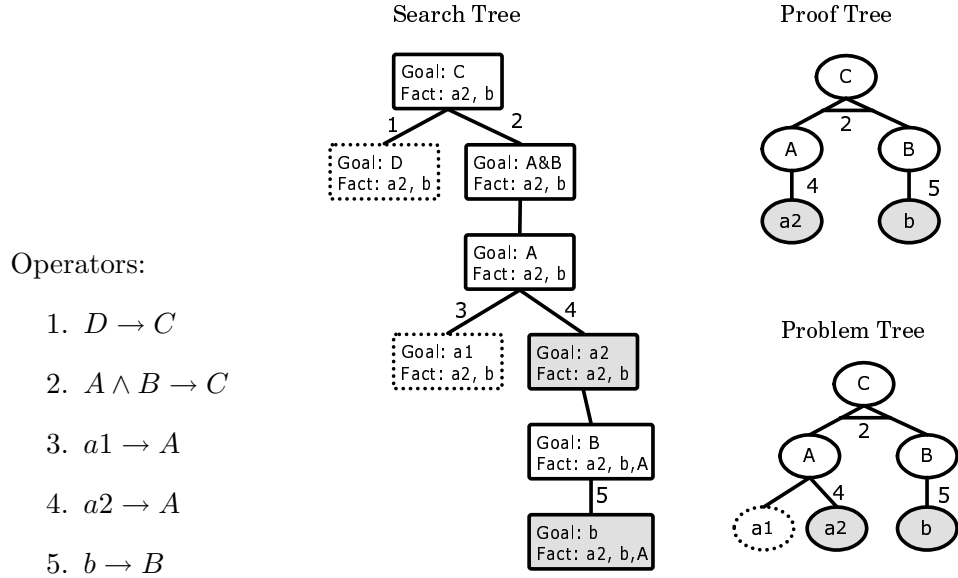 Search Tree
Goal: C
Fact: a2, b
1
2
Goal: D
Fact: a2, b
Goal: A&B
Fact: a2, b
Goal: A
Fact: a2, b
3
4
Goal: a1
Fact: a2, b
Goal: a2
Fact: a2, b
Goal: B
Fact: a2, b,A
5
Goal: b
Fact: a2, b,A
Proof Tree
C
2
A
B
4
5
a2
b
Operators:
1. D → C
2. A ∧ B → C
3. a1 → A
4. a2 → A
5. b → B
Problem Tree
C
2
A
B
4
5
a1
a2
b